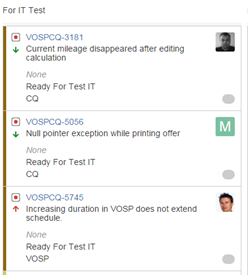 For IT Test
VOSPCQ-3181
Current mileage disappeared after editing
calculation
None
Ready For Test IT
CQ
VOSPCQ-5056
Null pointer exception while printing offer
M
None
Ready For Test IT
CQ
VOSPCQ-5745
Increasing duration in VOSP does not extend
schedule.
None
Ready For Test IT
VOSP